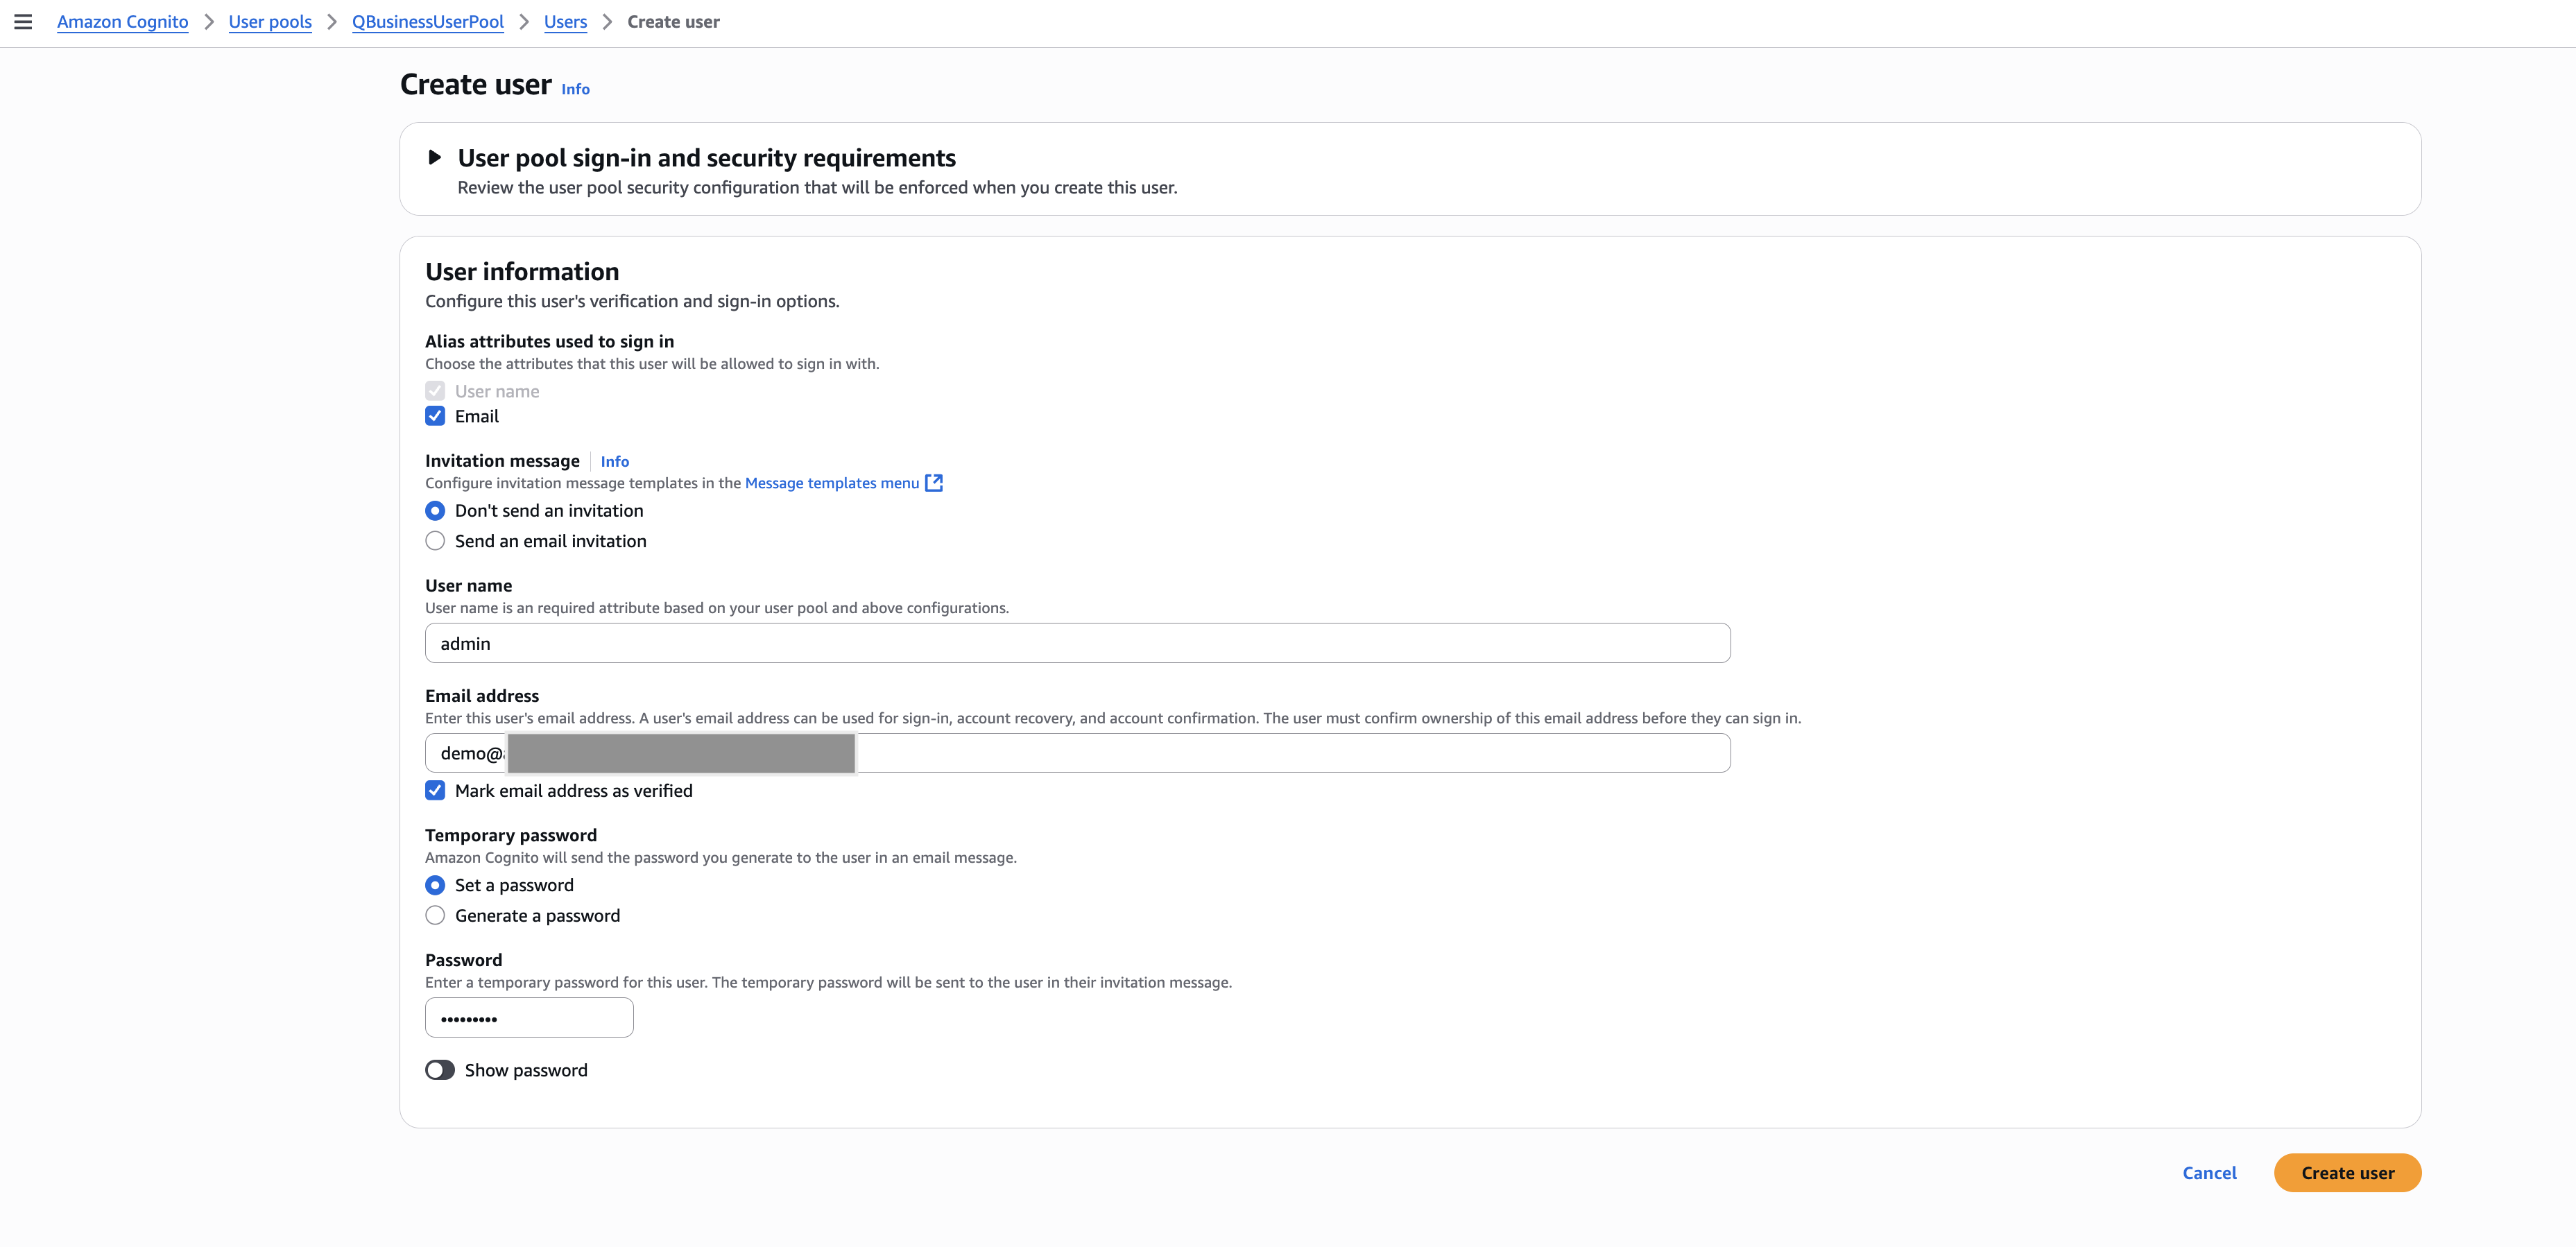 Amazon Cognito > User pools > QBusinessUserPool > Users > Create user
Create user Info
User pool sign-in and security requirements
Review the user pool security configuration that will be enforced when you create this user.
User information
Configure this user's verification and sign-in options.
Alias attributes used to sign in
Choose the attributes that this user will be allowed to sign in with.
User name
Email
Invitation message Info
Configure invitation message templates in the Message templates menu
Don't send an invitation
Send an email invitation
User name
User name is an required attribute based on your user pool and above configurations.
admin
Email address
Enter this user's email address. A user's email address can be used for sign-in, account recovery, and account confirmation. The user must confirm ownership of this email address before they can sign in.
demo@
Mark email address as verified
Temporary password
Amazon Cognito will send the password you generate to the user in an email message.
Set a password
Generate a password
Password
Enter a temporary password for this user. The temporary password will be sent to the user in their invitation message.
•••••••••
Show password
Cancel Create user